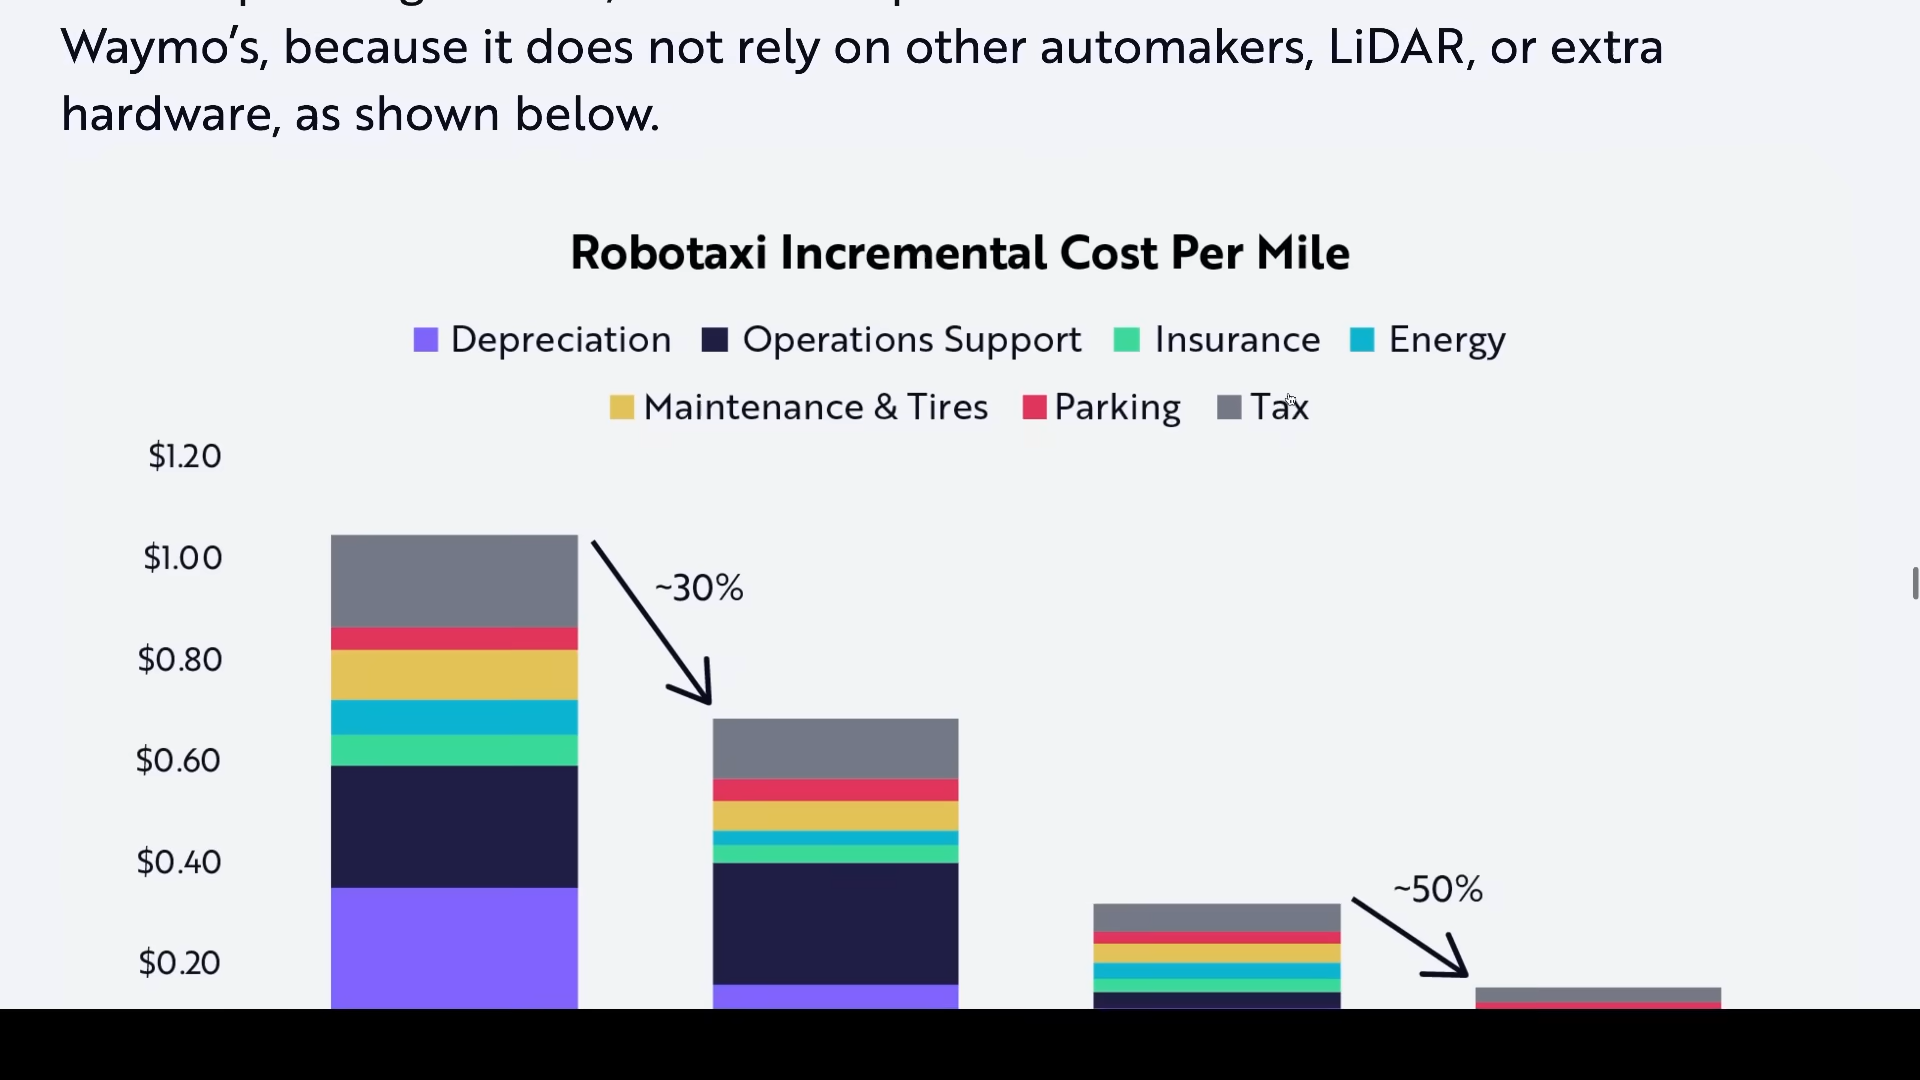 Waymo’s, because it does not rely on other automakers, LiDAR, or extra
hardware, as shown below.
Robotaxi Incremental Cost Per Mile
Depreciation Operations Support Insurance Energy
Maintenance & Tires Parking Tax
$1.20
$1.00
~30%
$0.80
$0.60
$0.40
~50%
$0.20